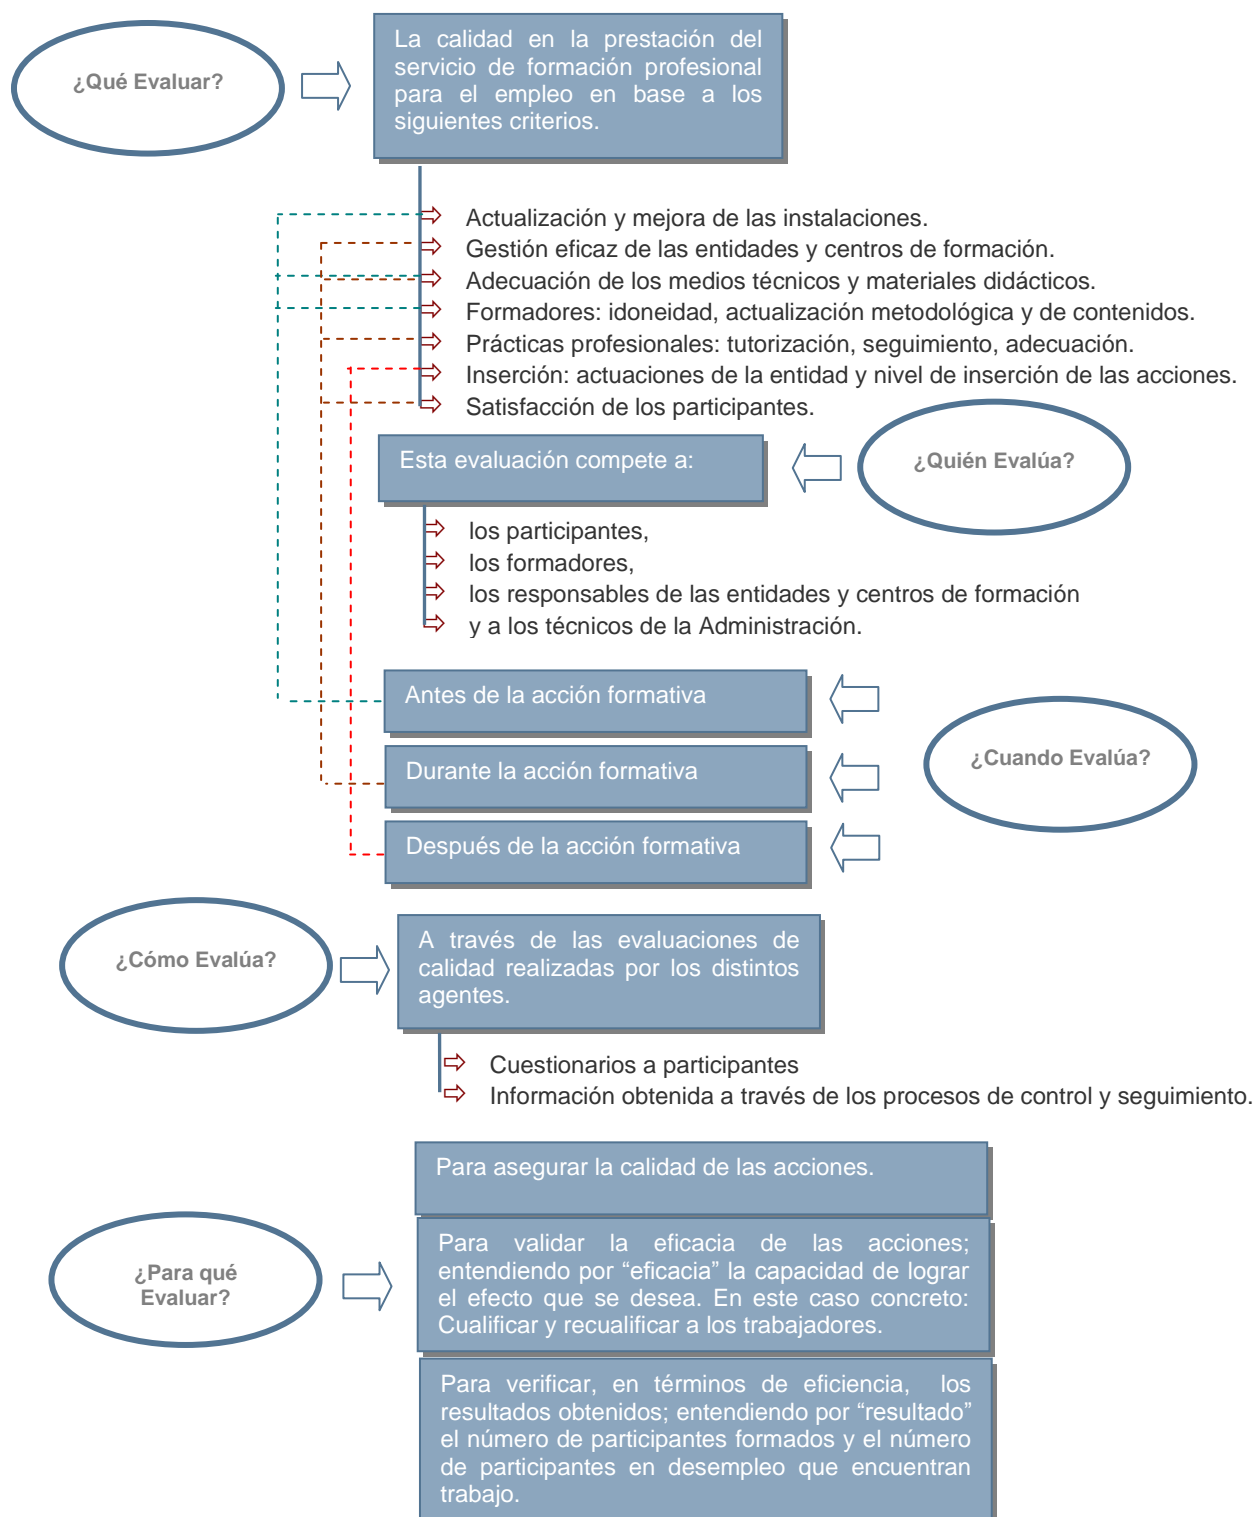 ¿Qué Evaluar?
La calidad en la prestación del
servicio de formación profesional
para el empleo en base a los
siguientes criterios.
Actualización y mejora de las instalaciones.
Gestión eficaz de las entidades y centros de formación.
Adecuación de los medios técnicos y materiales didácticos.
Formadores: idoneidad, actualización metodológica y de contenidos.
Prácticas profesionales: tutorización, seguimiento, adecuación.
Inserción: actuaciones de la entidad y nivel de inserción de las acciones.
Satisfacción de los participantes.
Esta evaluación compete a:
¿Quién Evalúa?
los participantes,
los formadores,
los responsables de las entidades y centros de formación
y a los técnicos de la Administración.
Antes de la acción formativa
¿Cuando Evalúa?
Durante la acción formativa
Después de la acción formativa
¿Cómo Evalúa?
A través de las evaluaciones de
calidad realizadas por los distintos
agentes.
Cuestionarios a participantes
Información obtenida a través de los procesos de control y seguimiento.
Para asegurar la calidad de las acciones.
¿Para qué
Evaluar?
Para validar la eficacia de las acciones;
entendiendo por “eficacia” la capacidad de lograr
el efecto que se desea. En este caso concreto:
Cualificar y recualificar a los trabajadores.
Para verificar, en términos de eficiencia, los
resultados obtenidos; entendiendo por “resultado”
el número de participantes formados y el número
de participantes en desempleo que encuentran
trabajo.